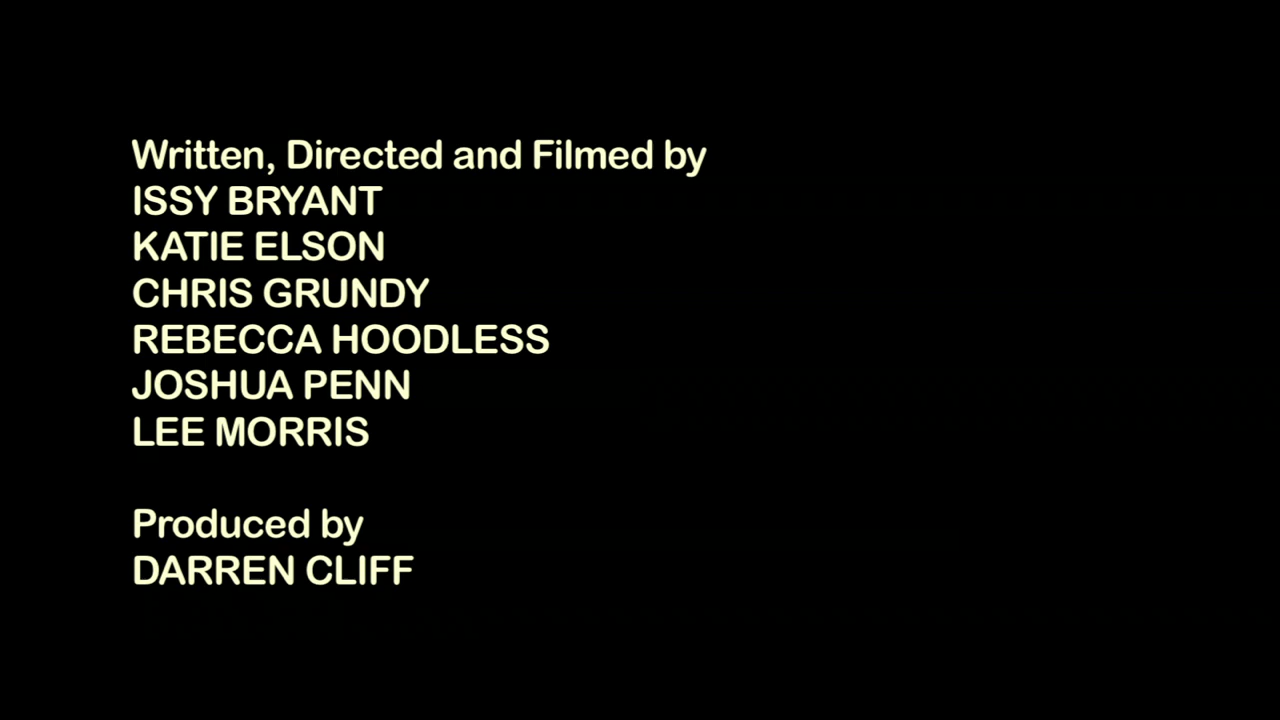 Written, Directed and Filmed by
ISSY BRYANT
KATIE ELSON
CHRIS GRUNDY
REBECCA HOODLESS
JOSHUA PENN
LEE MORRIS
Produced by
DARREN CLIFF